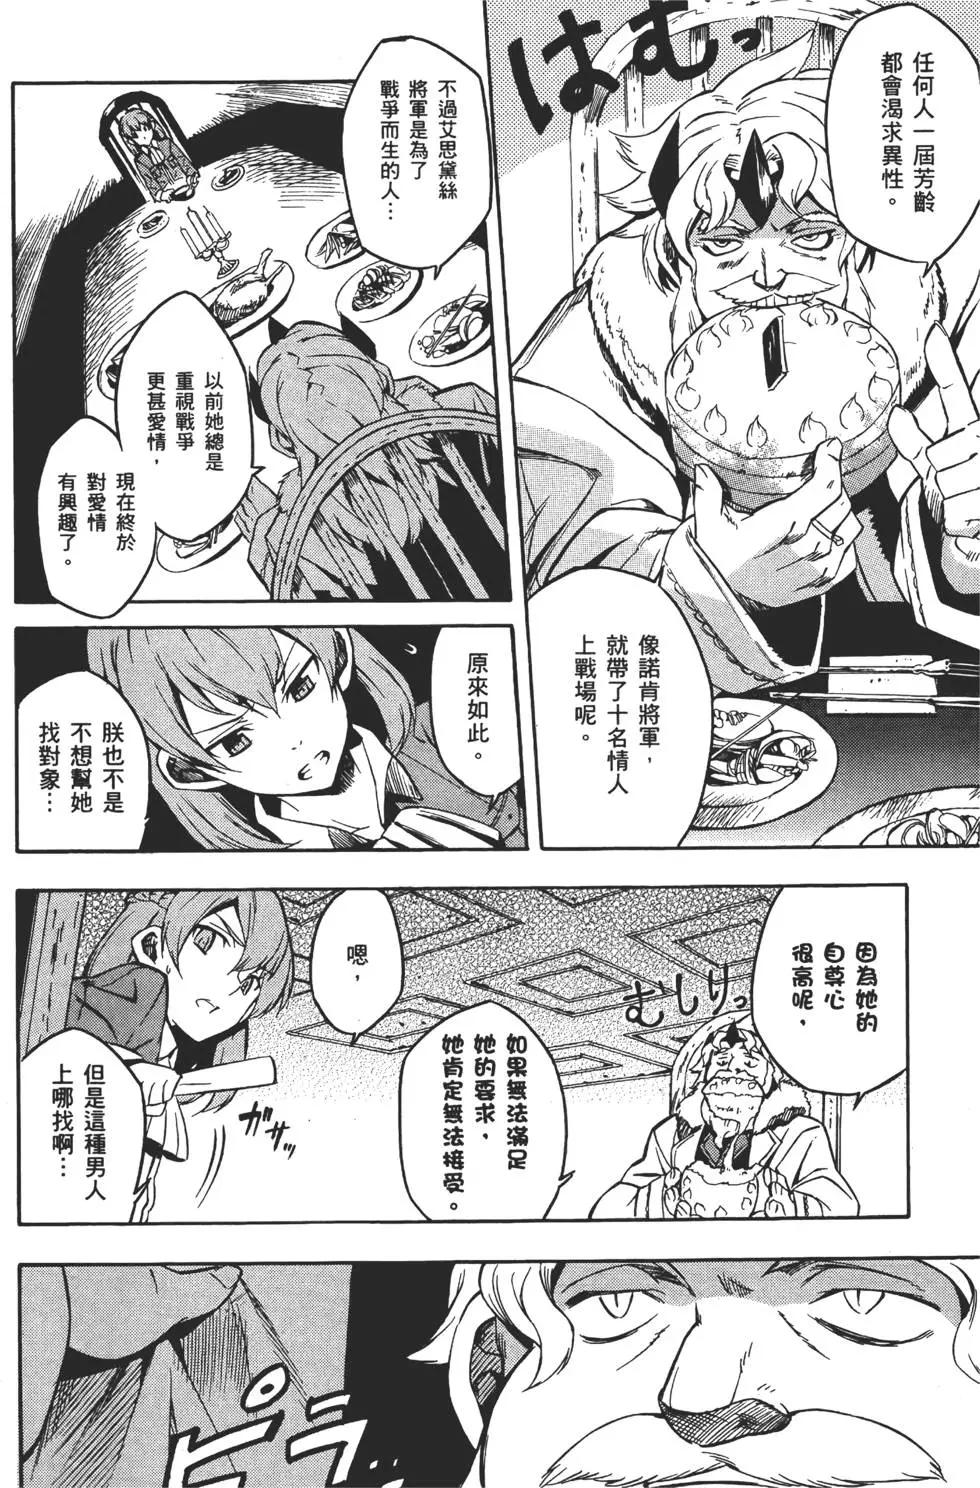 はむっ
任何人一屆芳齡
都會渴求異性。
像諾肯將軍，
就帶了十名情人
上戰場呢。
不過艾思黛絲
將軍是為了
戰爭而生的人…
以前她總是
重視戰爭
更甚愛情，
現在終於
對愛情
有興趣了。
原來如此。
朕也不是
不想幫她
找對象…
因為她的
自尊心
很高呢，
むしりっ
如果無法滿足
她的要求，
她肯定無法接受。
嗯，
ガサッ
但是這種男人
上哪找啊…
ピラッ